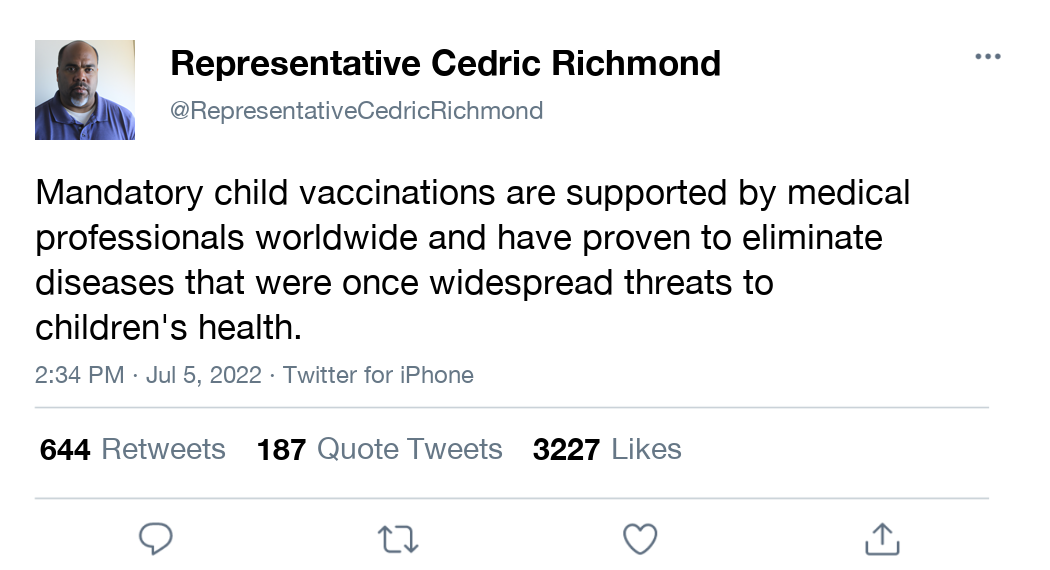 Representative Cedric Richmond
@RepresentativeCedricRichmond
Mandatory child vaccinations are supported by medical
professionals worldwide and have proven to eliminate
diseases that were once widespread threats to
children's health.
2:34 PM · Jul 5, 2022 · Twitter for iPhone
644 Retweets 187 Quote Tweets 3227 Likes